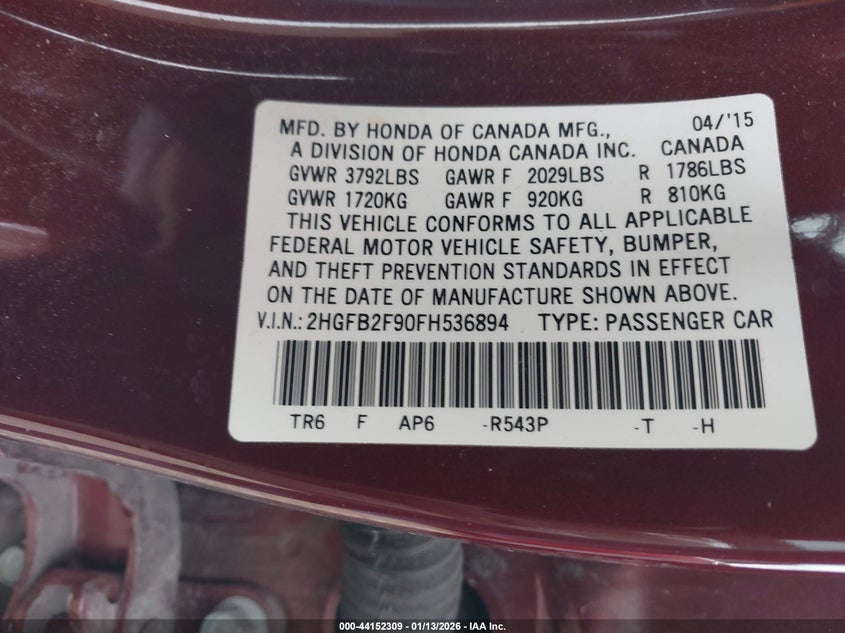 MFD. BY HONDA OF CANADA MFG., 04/'15
A DIVISION OF HONDA CANADA INC. CANADA
GVWR 3792LBS GAWR F 2029LBS R 1786LBS
GVWR 1720KG GAWR F 920KG R 810KG
THIS VEHICLE CONFORMS TO ALL APPLICABLE
FEDERAL MOTOR VEHICLE SAFETY, BUMPER,
AND THEFT PREVENTION STANDARDS IN EFFECT
ON THE DATE OF MANUFACTURE SHOWN ABOVE.
V.I.N.: 2HGFB2F90FH536894 TYPE: PASSENGER CAR
TR6 F AP6 -R543P -T -H
000-44152309 - 01/13/2026 - IAA Inc.